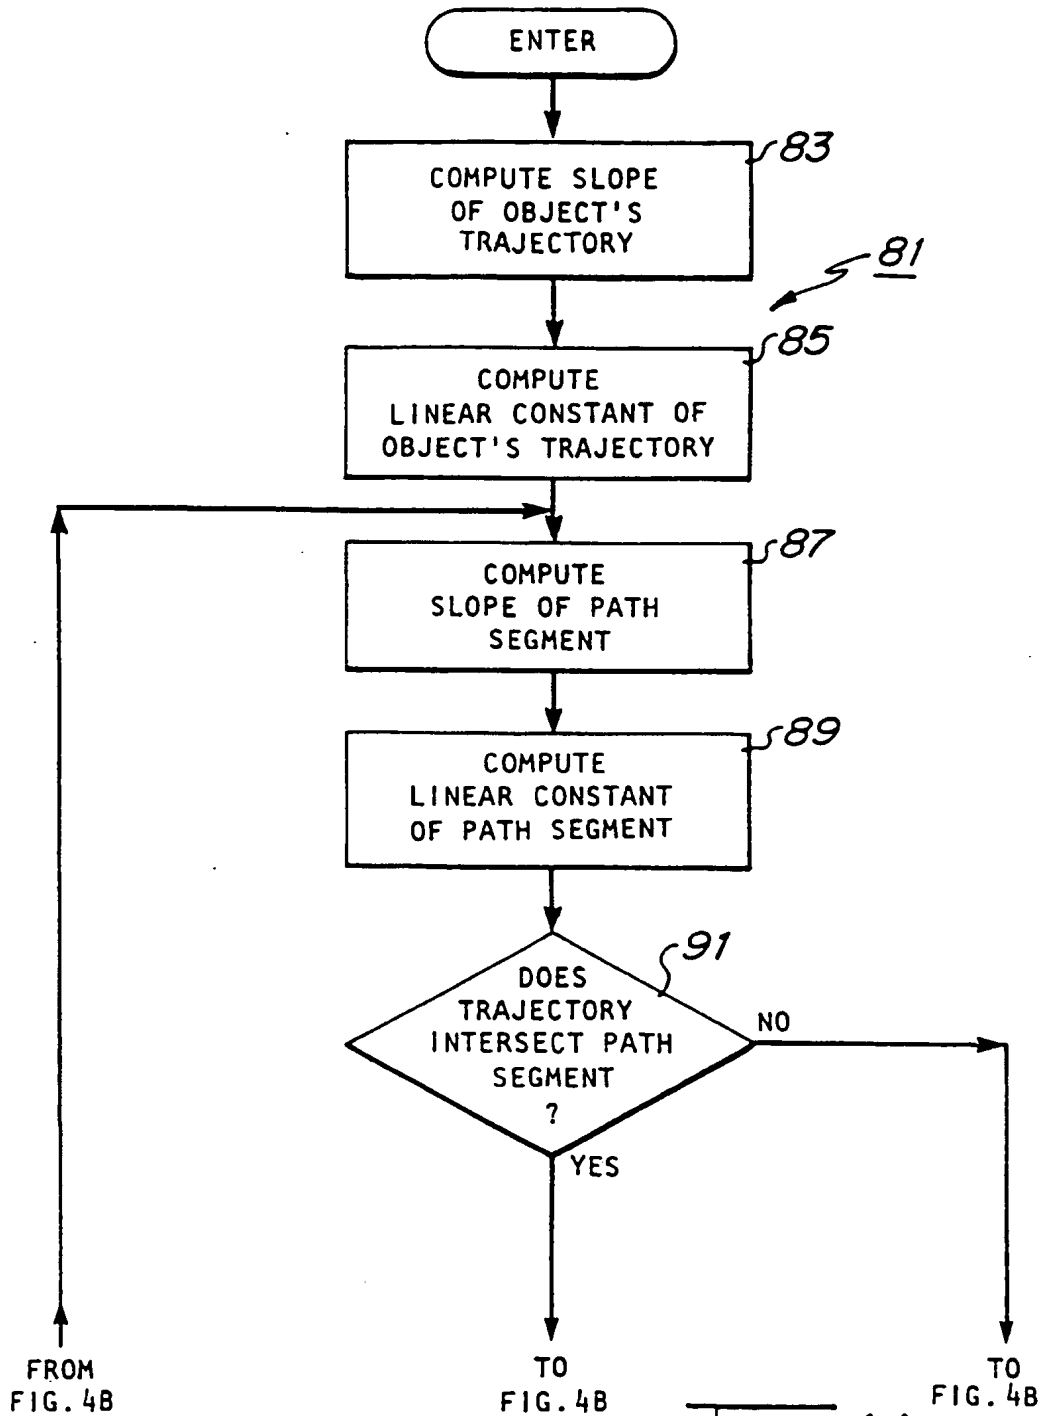 ENTER
83
COMPUTE SLOPE
OF OBJECT'S
TRAJECTORY
81
85
COMPUTE
LINEAR CONSTANT OF
OBJECT'S TRAJECTORY
87
COMPUTE
SLOPE OF PATH
SEGMENT
89
COMPUTE
LINEAR CONSTANT
OF PATH SEGMENT
91
DOES
TRAJECTORY
INTERSECT PATH
SEGMENT
?
NO
YES
FROM
FIG.4B
TO
FIG.4B
TO
FIG.4B